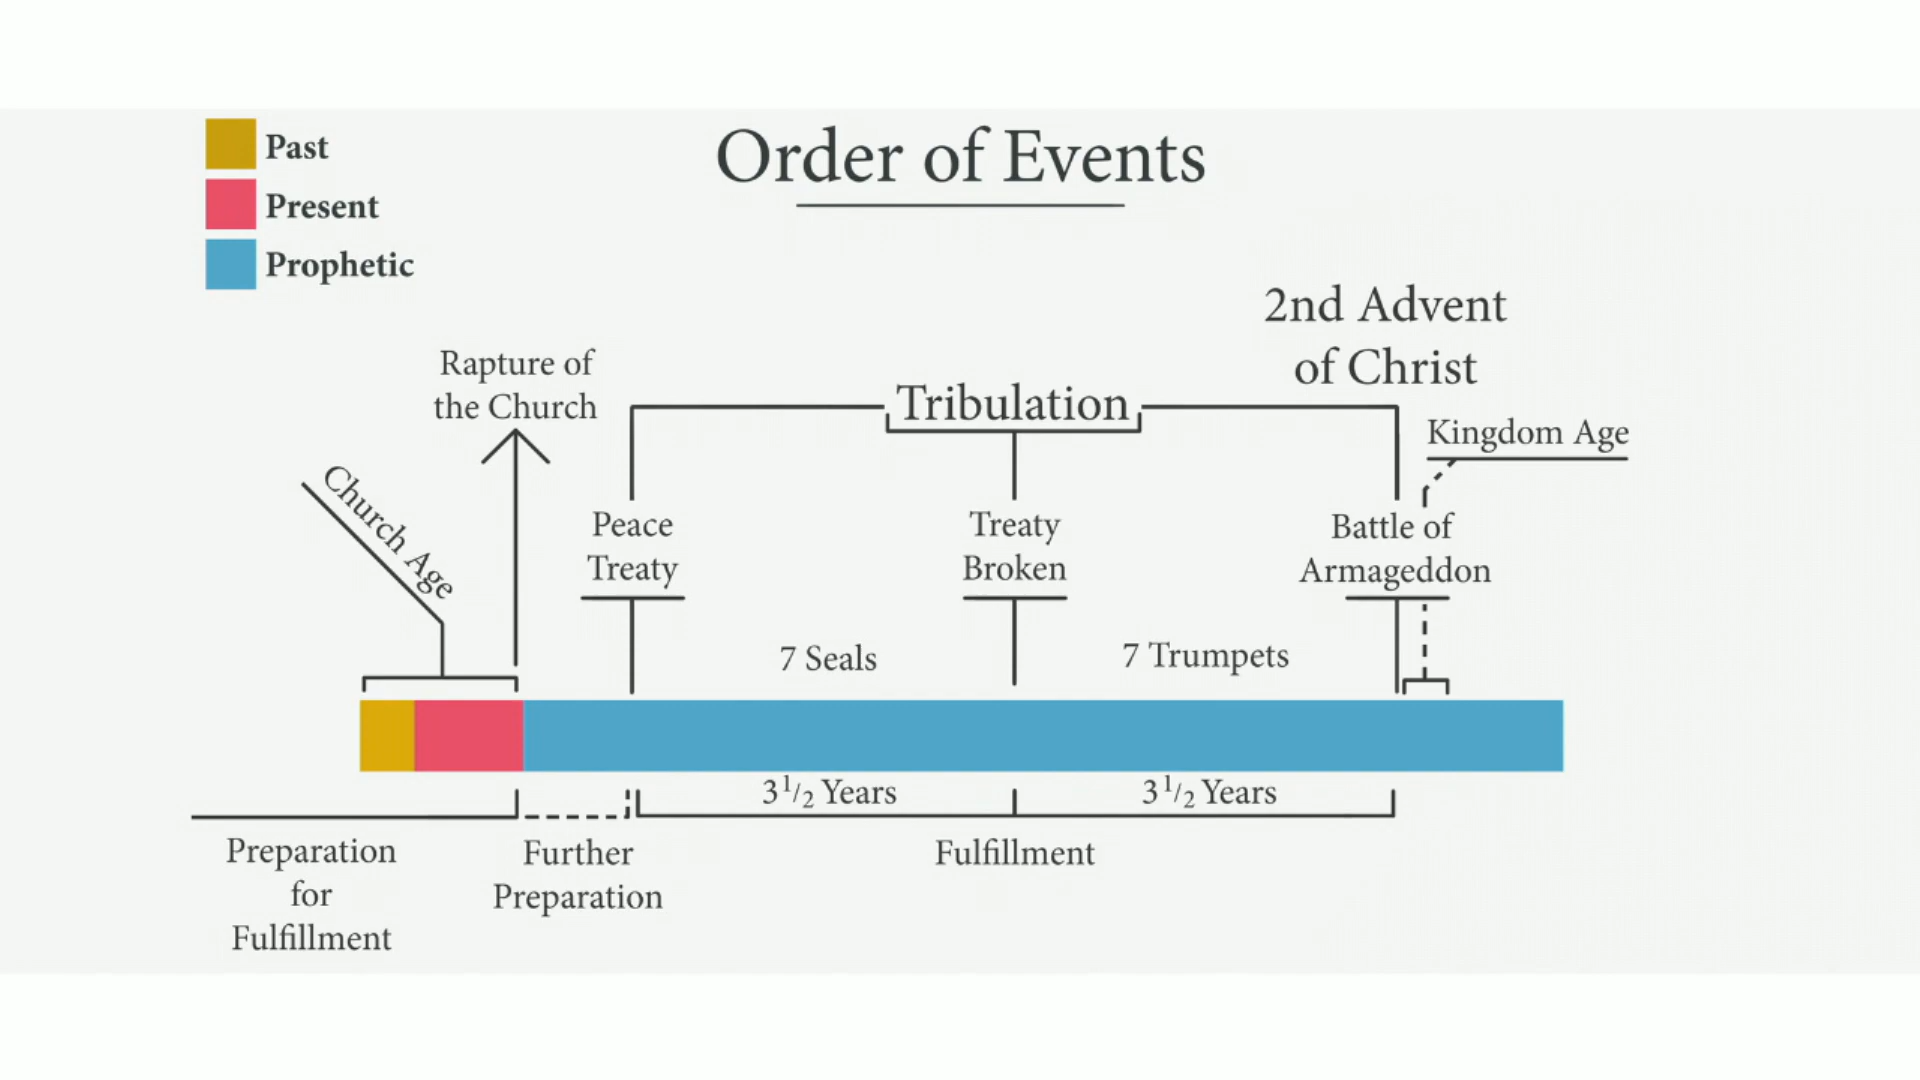 Order of Events
Past
Present
Prophetic
2nd Advent
of Christ
Rapture of
the Church
Tribulation
Kingdom Age
Church Age
Peace
Treaty
Treaty
Broken
Battle of
Armageddon
7 Seals
7 Trumpets
3 1/2 Years
3 1/2 Years
Preparation
for
Fulfillment
Further
Preparation
Fulfillment